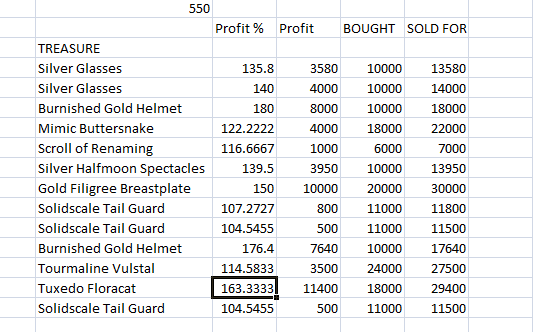 550
Profit % Profit BOUGHT SOLD FOR
TREASURE
Silver Glasses 135.8 3580 10000 13580
Silver Glasses 140 4000 10000 14000
Burnished Gold Helmet 180 8000 10000 18000
Mimic Buttersnake 122.2222 4000 18000 22000
Scroll of Renaming 116.6667 1000 6000 7000
Silver Halfmoon Spectacles 139.5 3950 10000 13950
Gold Filigree Breastplate 150 10000 20000 30000
Solidscale Tail Guard 107.2727 800 11000 11800
Solidscale Tail Guard 104.5455 500 11000 11500
Burnished Gold Helmet 176.4 7640 10000 17640
Tourmaline Vulstal 114.5833 3500 24000 27500
Tuxedo Floracat 163.3333 11400 18000 29400
Solidscale Tail Guard 104.5455 500 11000 11500